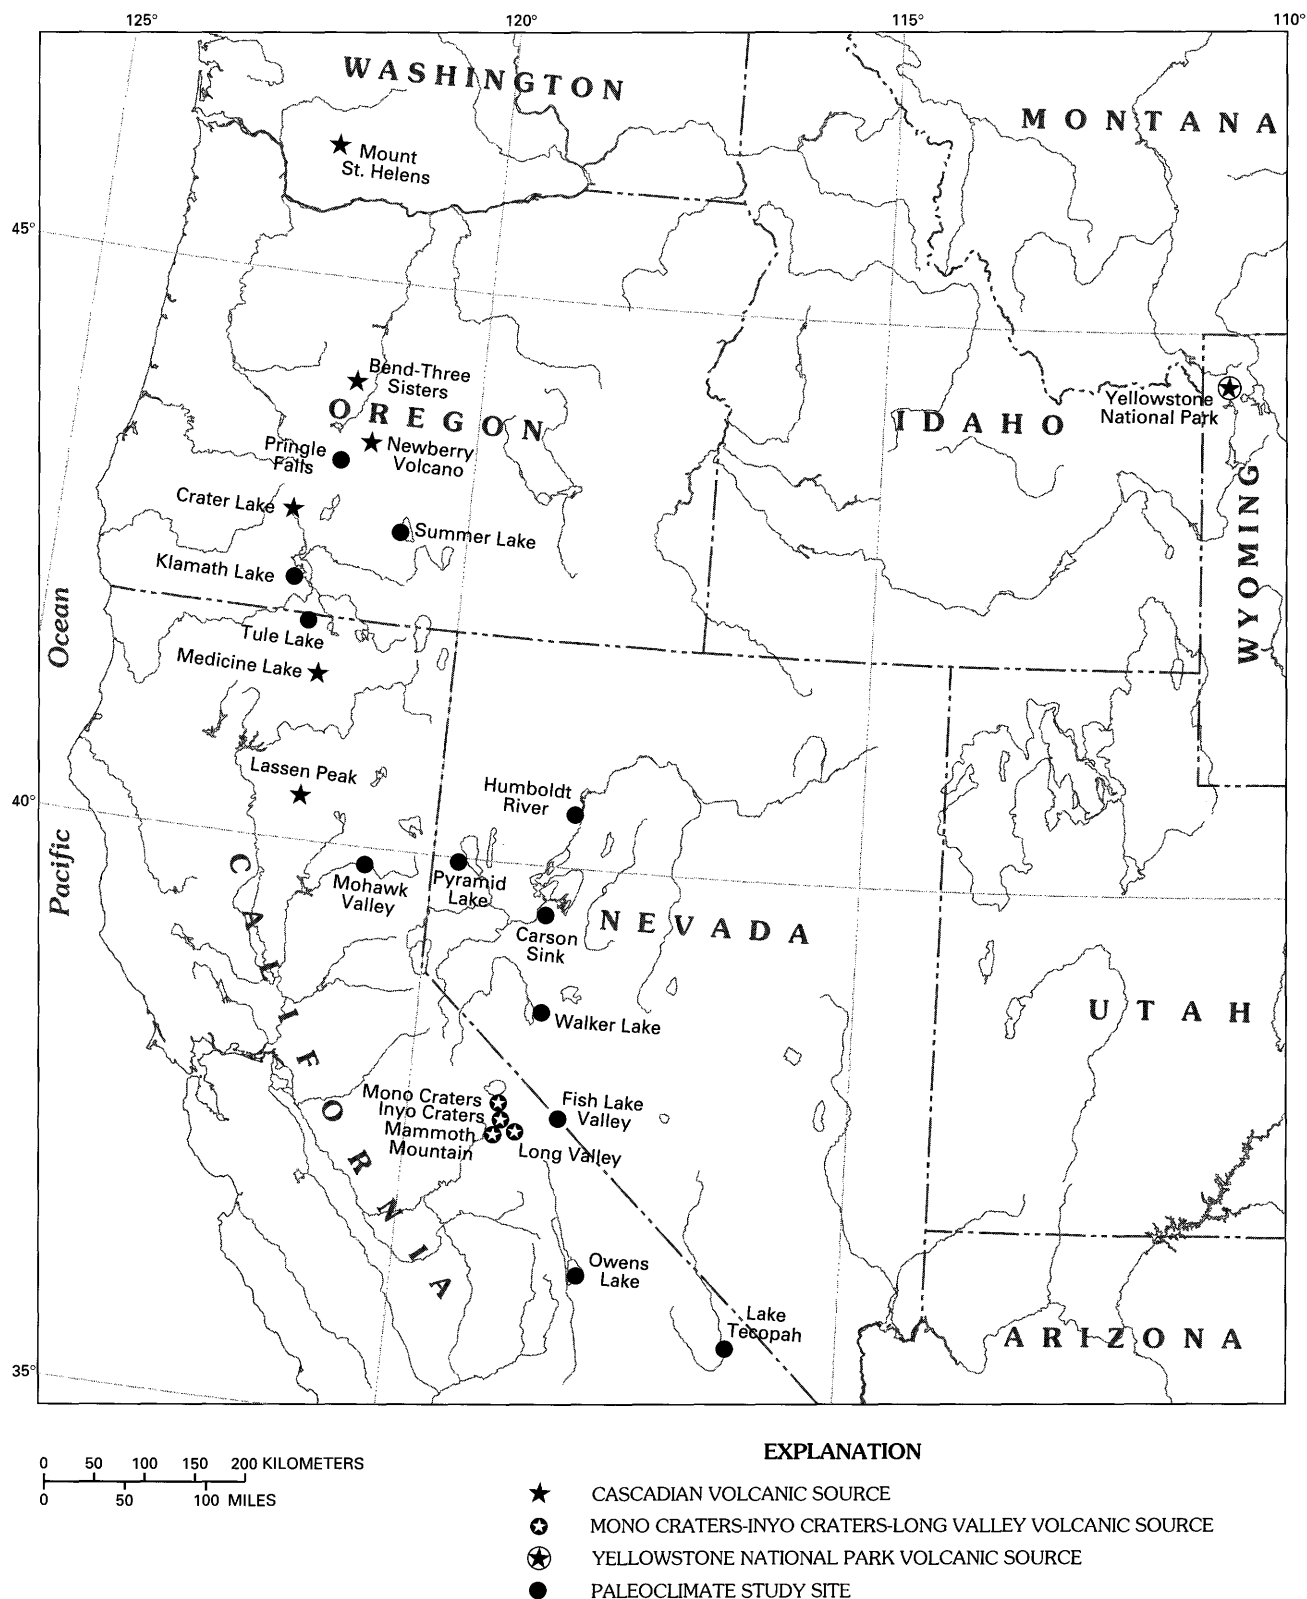 125°
120°
115°
110°
WASHINGTON
MONTANA
Mount
St. Helens
45°
Bend-Three
Sisters
OREGON
IDAHO
Yellowstone
National Park
Pringle
Falls
Newberry
Volcano
WYOMING
Crater Lake
Summer Lake
Klamath Lake
Tule Lake
Medicine Lake
Pacific Ocean
Lassen Peak
Humboldt
River
40°
CALIFORNIA
Mohawk
Valley
Pyramid
Lake
Carson
Sink
NEVADA
UTAH
Walker Lake
Mono Craters
Inyo Craters
Mammoth
Mountain
Long Valley
Fish Lake
Valley
Owens
Lake
Lake
Tecopah
ARIZONA
35°
0 50 100 150 200 KILOMETERS
0 50 100 MILES
EXPLANATION
CASCADIAN VOLCANIC SOURCE
MONO CRATERS-INYO CRATERS-LONG VALLEY VOLCANIC SOURCE
YELLOWSTONE NATIONAL PARK VOLCANIC SOURCE
PALEOCLIMATE STUDY SITE